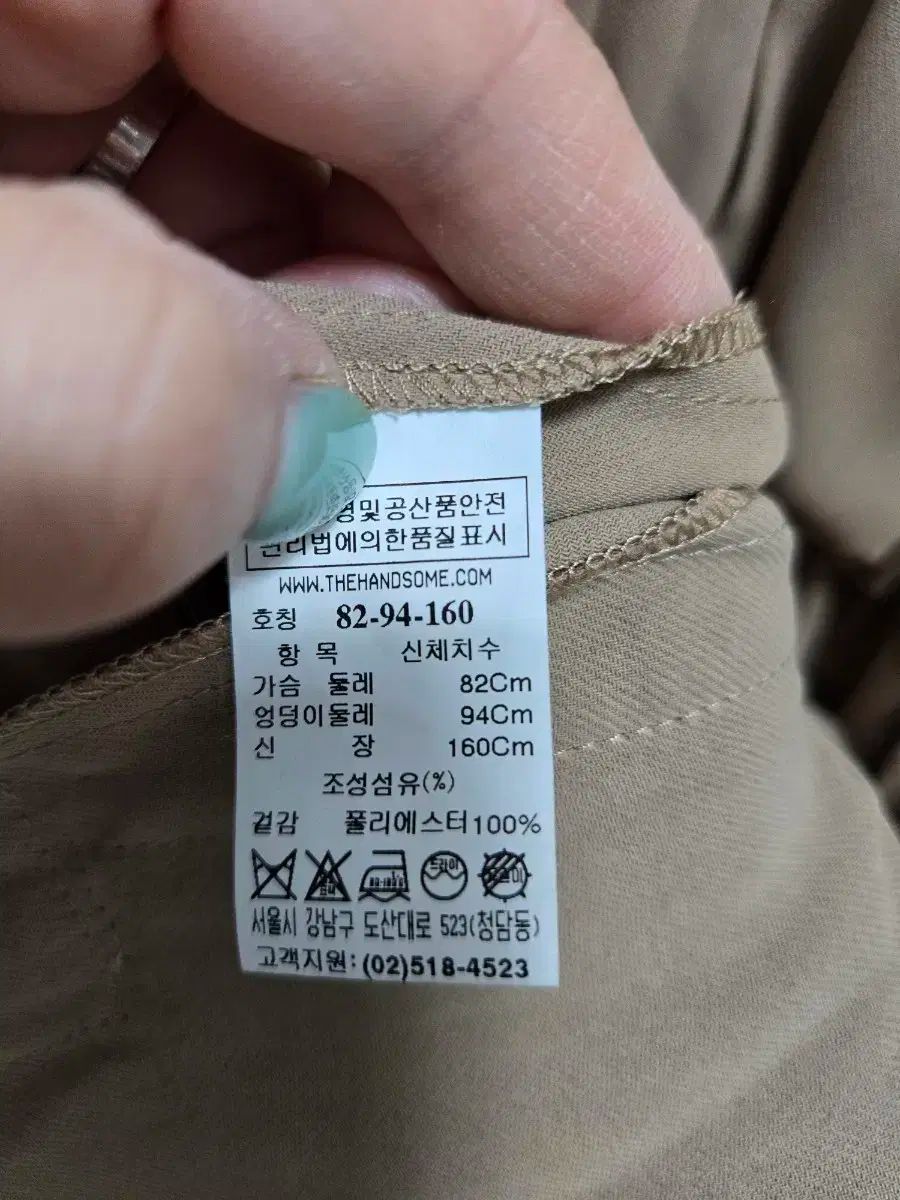 및공산품안전
관리법에의한품질표시
WWW.THEHANDSOME.COM
호칭 82-94-160
항 목 신체치수
가슴 둘레 82Cm
엉덩이둘레 94Cm
신 장 160Cm
조성섬유(%)
겉감 폴리에스터100%
드라이
서울시 강남구 도산대로 523(청담동)
고객지원: (02)518-4523